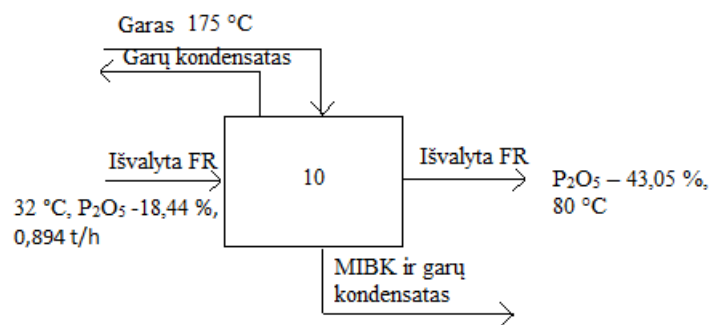 Garas 175 °C
Garų kondensatas
Išvalyta FR
32 °C, P₂O₅ -18,44 %,
0,894 t/h
10
Išvalyta FR
P₂O₅ – 43,05 %,
80 °C
MIBK ir garų
kondensatas